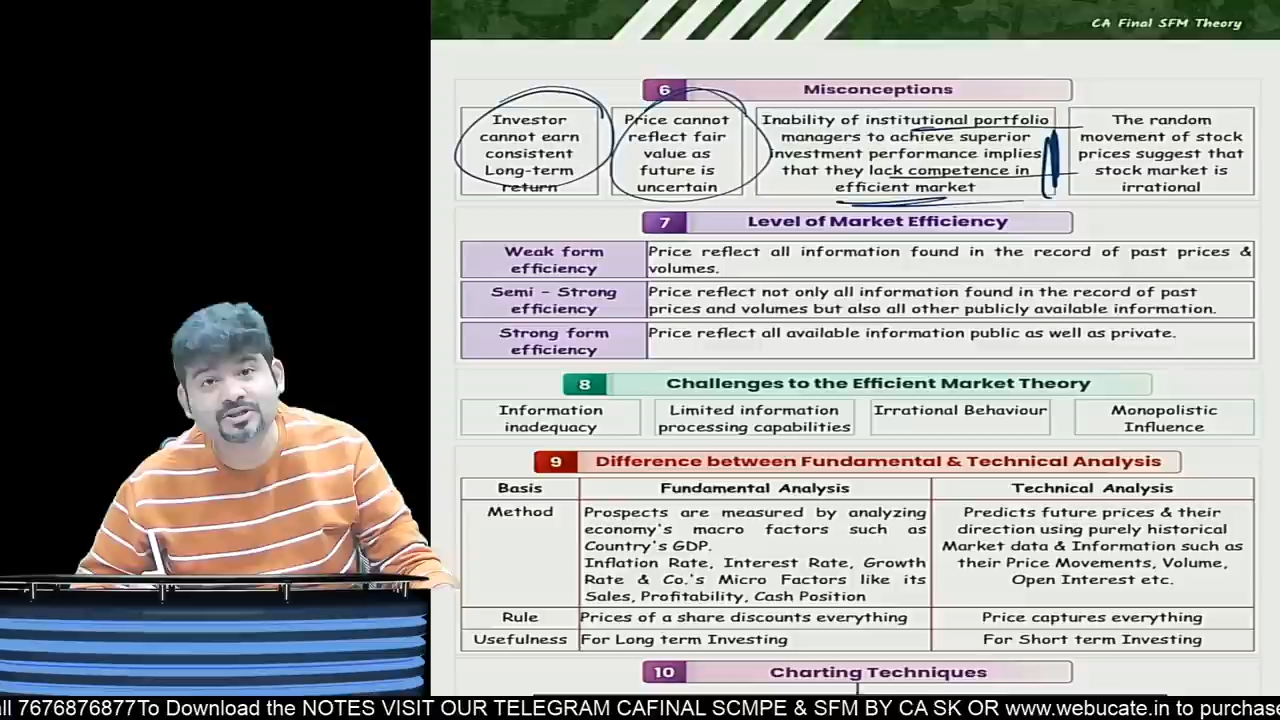 CA Final SFM Theory
6 Misconceptions
Investor
cannot earn
consistent
Long-term
return
Price cannot
reflect fair
value as
future is
uncertain
Inability of institutional portfolio
managers to achieve superior
investment performance implies
that they lack competence in
efficient market
The random
movement of stock
prices suggest that
stock market is
irrational
7 Level of Market Efficiency
Weak form
efficiency
Price reflect all information found in the record of past prices &
volumes.
Semi - Strong
efficiency
Price reflect not only all information found in the record of past
prices and volumes but also all other publicly available information.
Strong form
efficiency
Price reflect all available information public as well as private.
8 Challenges to the Efficient Market Theory
Information
inadequacy
Limited information
processing capabilities
Irrational Behaviour
Monopolistic
Influence
9 Difference between Fundamental & Technical Analysis
Basis Fundamental Analysis Technical Analysis
Method
Prospects are measured by analyzing
economy's macro factors such as
Country's GDP.
Inflation Rate, Interest Rate, Growth
Rate & Co.'s Micro Factors like its
Sales, Profitability, Cash Position
Predicts future prices & their
direction using purely historical
Market data & Information such as
their Price Movements, Volume,
Open Interest etc.
Rule Prices of a share discounts everything Price captures everything
Usefulness For Long term Investing For Short term Investing
10 Charting Techniques
all 7676876877To Download the NOTES VISIT OUR TELEGRAM CAFINAL SCMPE & SFM BY CA SK OR www.webucate.in to purchase